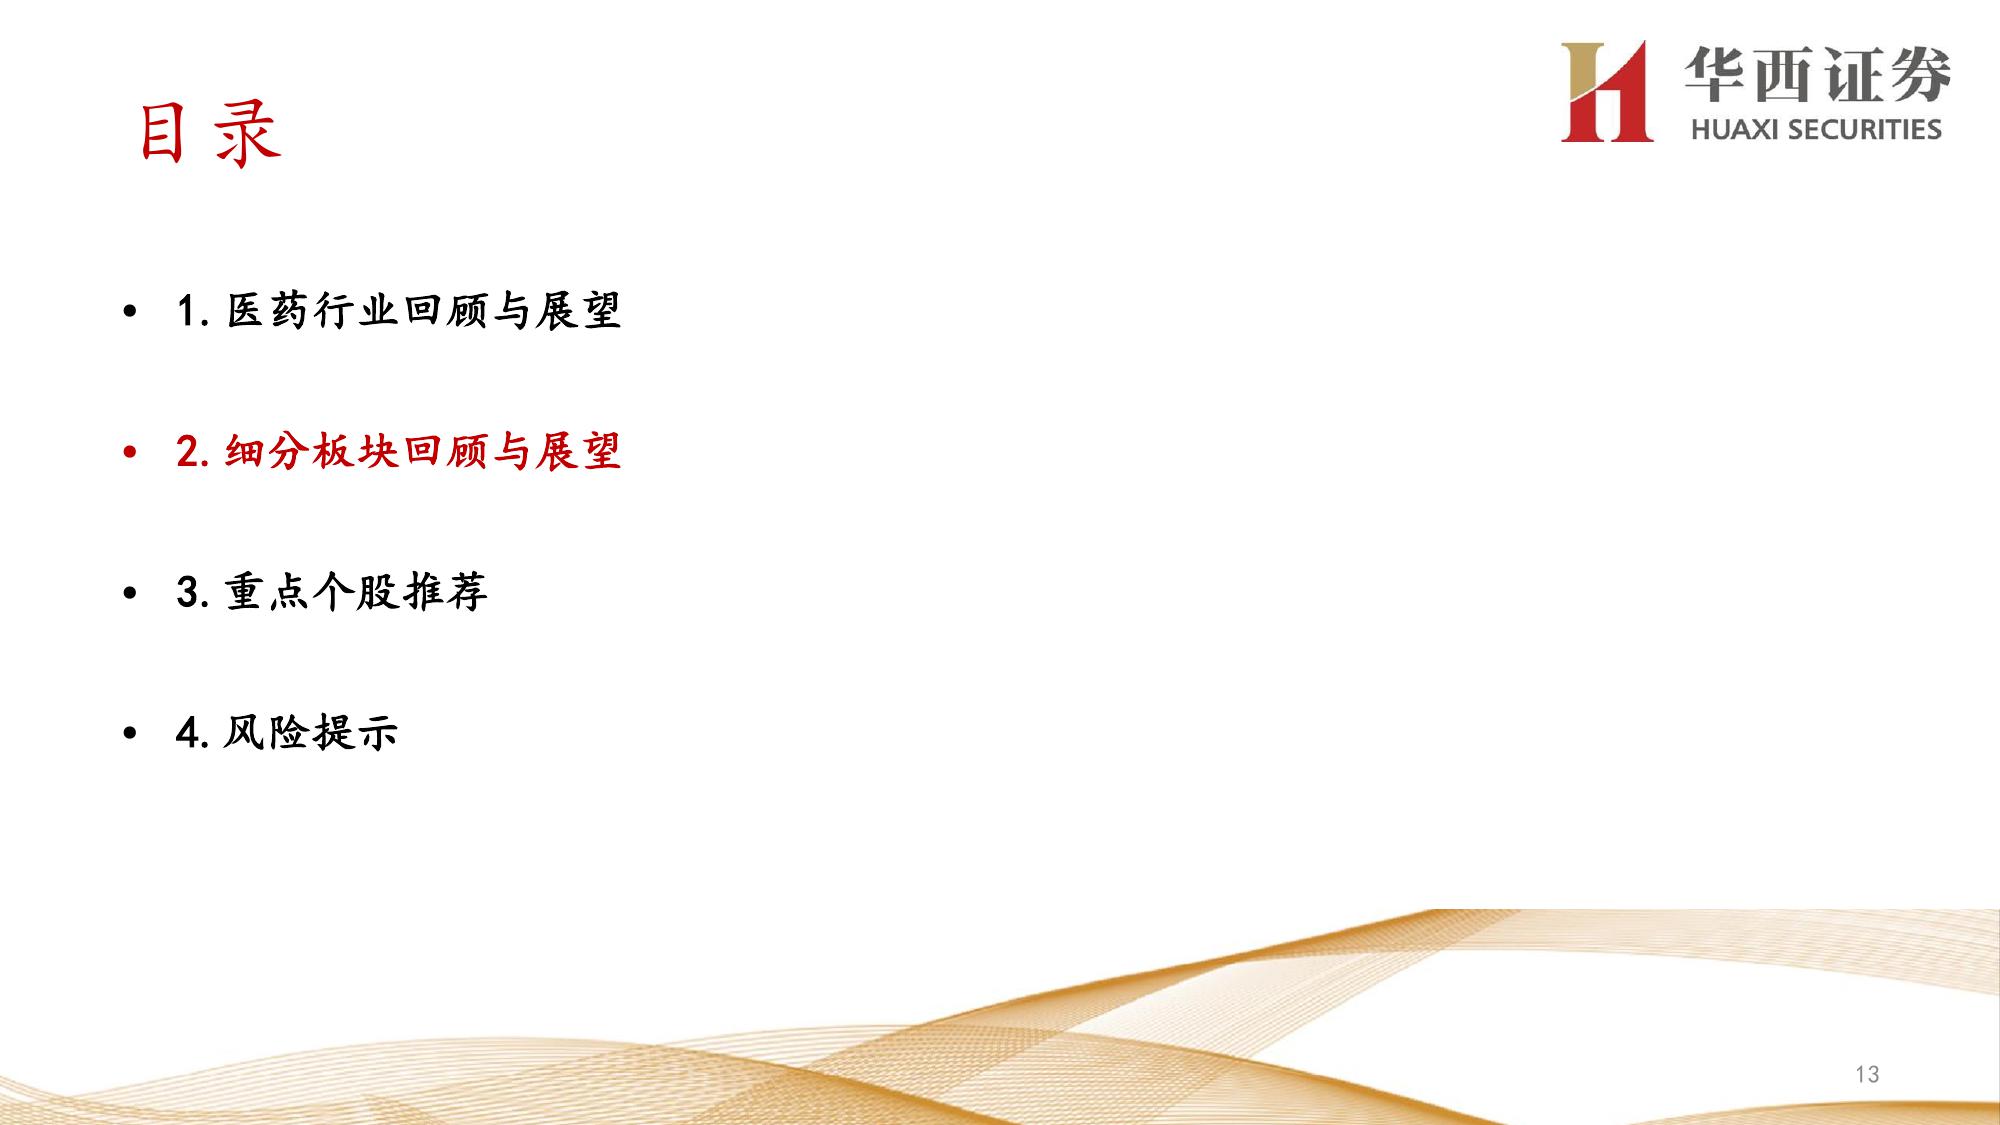 华西证券
HUAXI SECURITIES
目录
• 1.医药行业回顾与展望
• 2.细分板块回顾与展望
• 3.重点个股推荐
• 4.风险提示
13